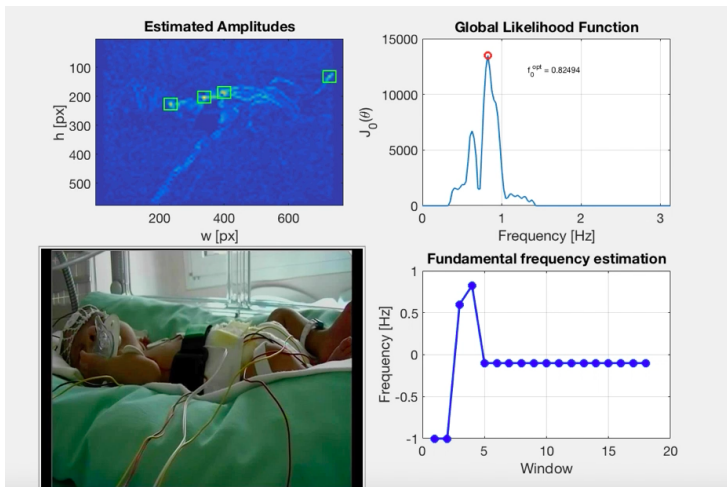 Estimated Amplitudes
100
200
300
400
500
h [px]
200
400
600
w [px]
Global Likelihood Function
15000
10000
5000
0
J0(θ)
f0opt = 0.82494
0
1
2
3
Frequency [Hz]
Fundamental frequency estimation
1
0.5
0
-0.5
-1
Frequency [Hz]
0
5
10
15
20
Window